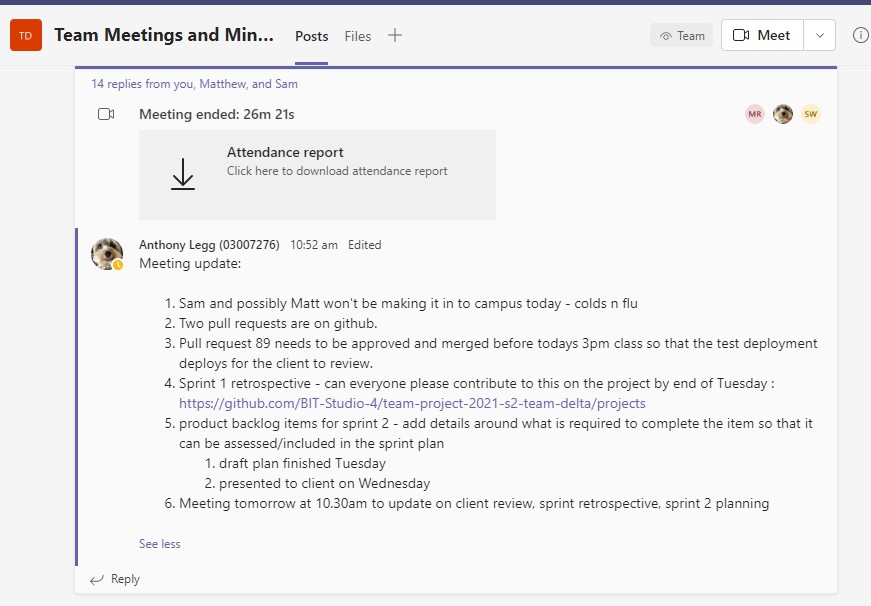 TD
Team Meetings and Min...
Posts
Files
Team
Meet
14 replies from you, Matthew, and Sam
Meeting ended: 26m 21s
MR
SW
Attendance report
Click here to download attendance report
Anthony Legg (03007276) 10:52 am Edited
Meeting update:
1. Sam and possibly Matt won't be making it in to campus today - colds n flu
2. Two pull requests are on github.
3. Pull request 89 needs to be approved and merged before todays 3pm class so that the test deployment
deploys for the client to review.
4. Sprint 1 retrospective - can everyone please contribute to this on the project by end of Tuesday :
https://github.com/BIT-Studio-4/team-project-2021-s2-team-delta/projects
5. product backlog items for sprint 2 - add details around what is required to complete the item so that it
can be assessed/included in the sprint plan
1. draft plan finished Tuesday
2. presented to client on Wednesday
6. Meeting tomorrow at 10.30am to update on client review, sprint retrospective, sprint 2 planning
See less
Reply